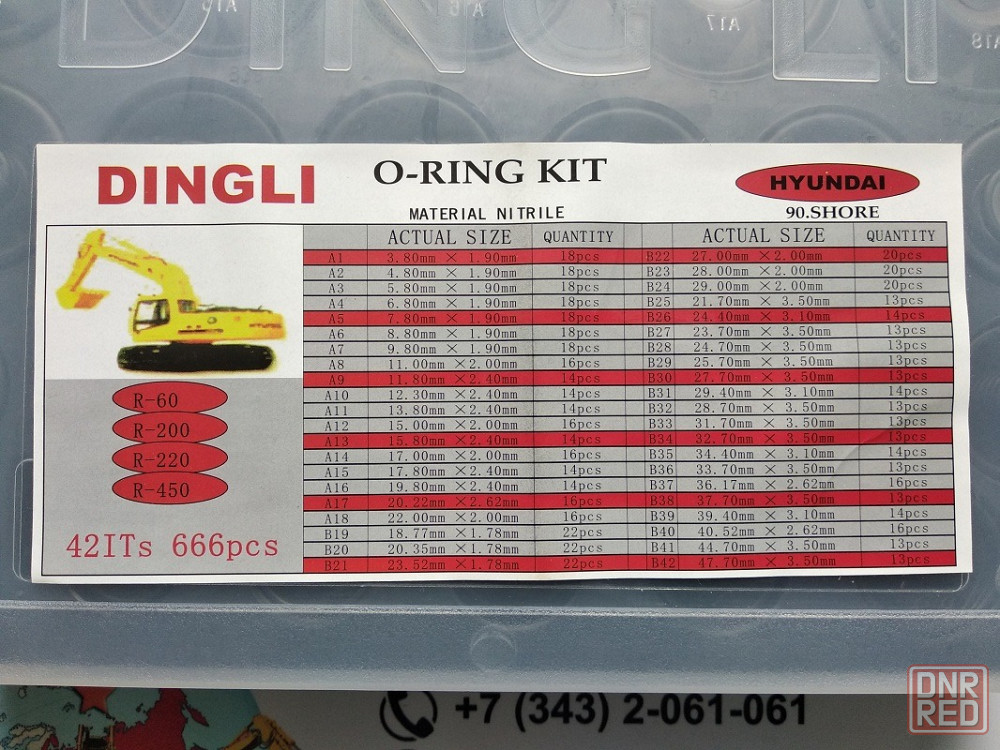 DING LI
A17
A18
DINGLI
O-RING KIT
HYUNDAI
MATERIAL NITRILE
90.SHORE
ACTUAL SIZE QUANTITY ACTUAL SIZE QUANTITY
A1 3.80mm × 1.90mm 18pcs B22 27.00mm ×2.00mm 20pcs
A2 4.80mm × 1.90mm 18pcs B23 28.00mm ×2.00mm 20pcs
A3 5.80mm × 1.90mm 18pcs B24 29.00mm ×2.00mm 20pcs
A4 6.80mm × 1.90mm 18pcs B25 21.70mm × 3.50mm 13pcs
A5 7.80mm × 1.90mm 18pcs B26 24.40mm × 3.10mm 14pcs
A6 8.80mm × 1.90mm 18pcs B27 23.70mm × 3.50mm 13pcs
A7 9.80mm × 1.90mm 18pcs B28 24.70mm × 3.50mm 13pcs
A8 11.00mm ×2.00mm 16pcs B29 25.70mm × 3.50mm 13pcs
A9 11.80mm ×2.40mm 14pcs B30 27.70mm × 3.50mm 13pcs
A10 12.30mm ×2.40mm 14pcs B31 29.40mm × 3.10mm 14pcs
A11 13.80mm ×2.40mm 14pcs B32 28.70mm × 3.50mm 13pcs
A12 15.00mm ×2.00mm 16pcs B33 31.70mm × 3.50mm 13pcs
A13 15.80mm ×2.40mm 14pcs B34 32.70mm × 3.50mm 13pcs
A14 17.00mm ×2.00mm 16pcs B35 34.40mm × 3.10mm 14pcs
A15 17.80mm ×2.40mm 14pcs B36 33.70mm × 3.50mm 13pcs
A16 19.80mm ×2.40mm 14pcs B37 36.17mm × 2.62mm 16pcs
A17 20.22mm ×2.62mm 16pcs B38 37.70mm × 3.50mm 13pcs
A18 22.00mm ×2.00mm 16pcs B39 39.40mm × 3.10mm 14pcs
B19 18.77mm ×1.78mm 22pcs B40 40.52mm × 2.62mm 16pcs
B20 20.35mm ×1.78mm 22pcs B41 44.70mm × 3.50mm 13pcs
B21 23.52mm ×1.78mm 22pcs B42 47.70mm × 3.50mm 13pcs
R-60
R-200
R-220
R-450
42ITs 666pcs
+7 (343) 2-061-061
DNR
RED